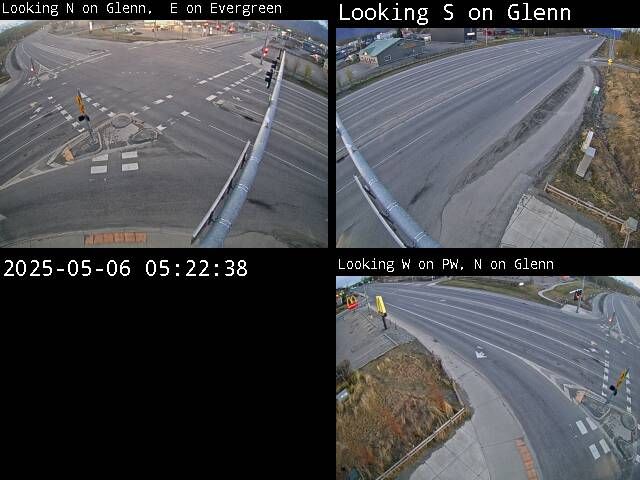 Looking N on Glenn,  E on Evergreen
Looking S on Glenn
2025-05-06 05:22:38
Looking W on PW, N on Glenn